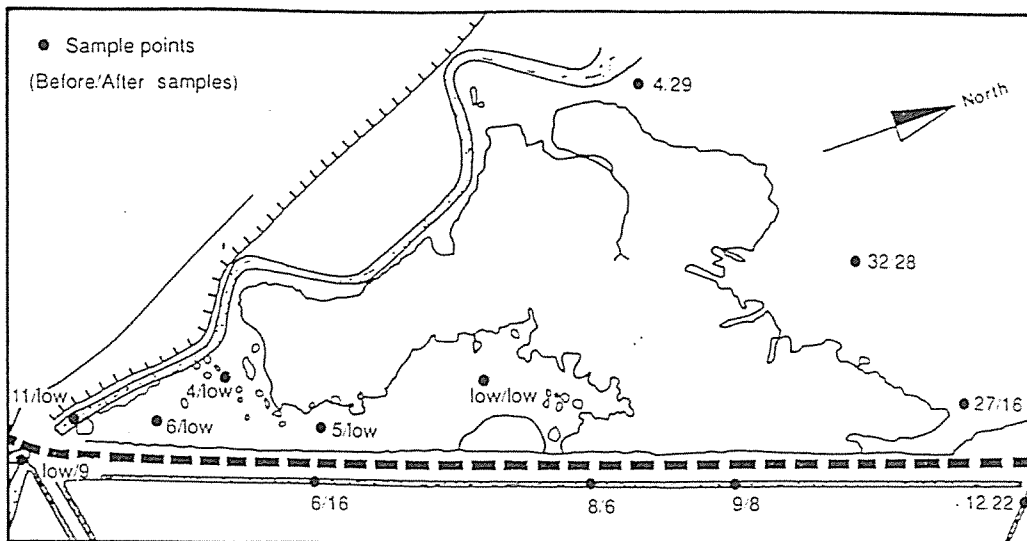 Sample points
(Before/After samples)
4.29
North
32.28
11/low
4/low
low/low
27/16
6/low
5/low
low/9
6/16
8/6
9/8
12.22